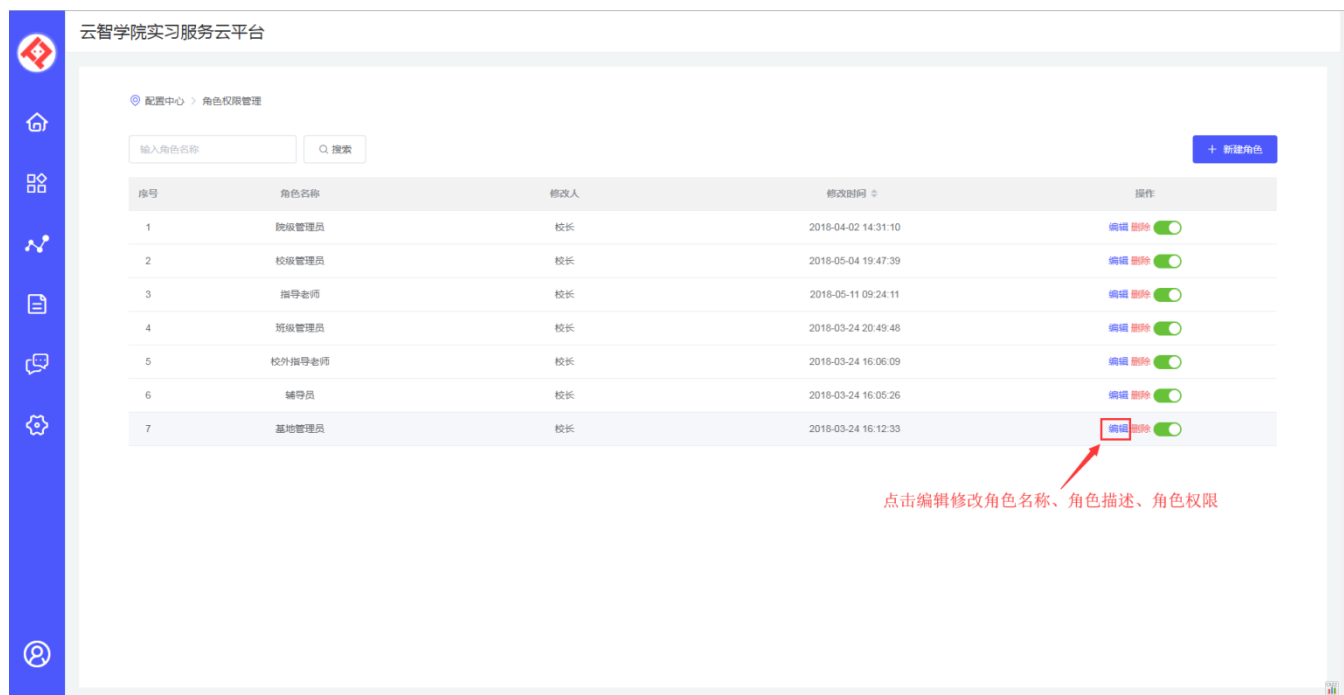 云智学院实习服务云平台
配置中心 > 角色权限管理
输入角色名称 搜索 + 新建角色
序号 角色名称 修改人 修改时间 操作
1 院级管理员 校长 2018-04-02 14:31:10 编辑 删除
2 校级管理员 校长 2018-05-04 19:47:39 编辑 删除
3 指导老师 校长 2018-05-11 09:24:11 编辑 删除
4 班级管理员 校长 2018-03-24 20:49:48 编辑 删除
5 校外指导老师 校长 2018-03-24 16:06:09 编辑 删除
6 辅导员 校长 2018-03-24 16:05:26 编辑 删除
7 基地管理员 校长 2018-03-24 16:12:33 编辑 删除
点击编辑修改角色名称、角色描述、角色权限